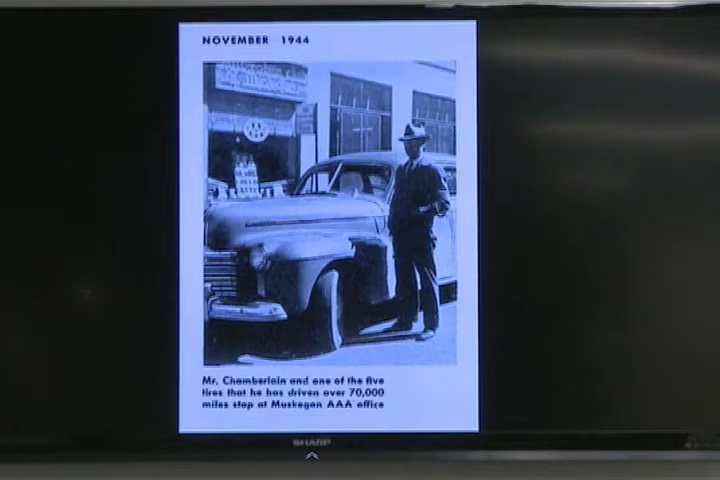 NOVEMBER 1944
AAA
Mr. Chamberlain and one of the five
tires that he has driven over 70,000
miles stop at Muskegon AAA office
SHARP